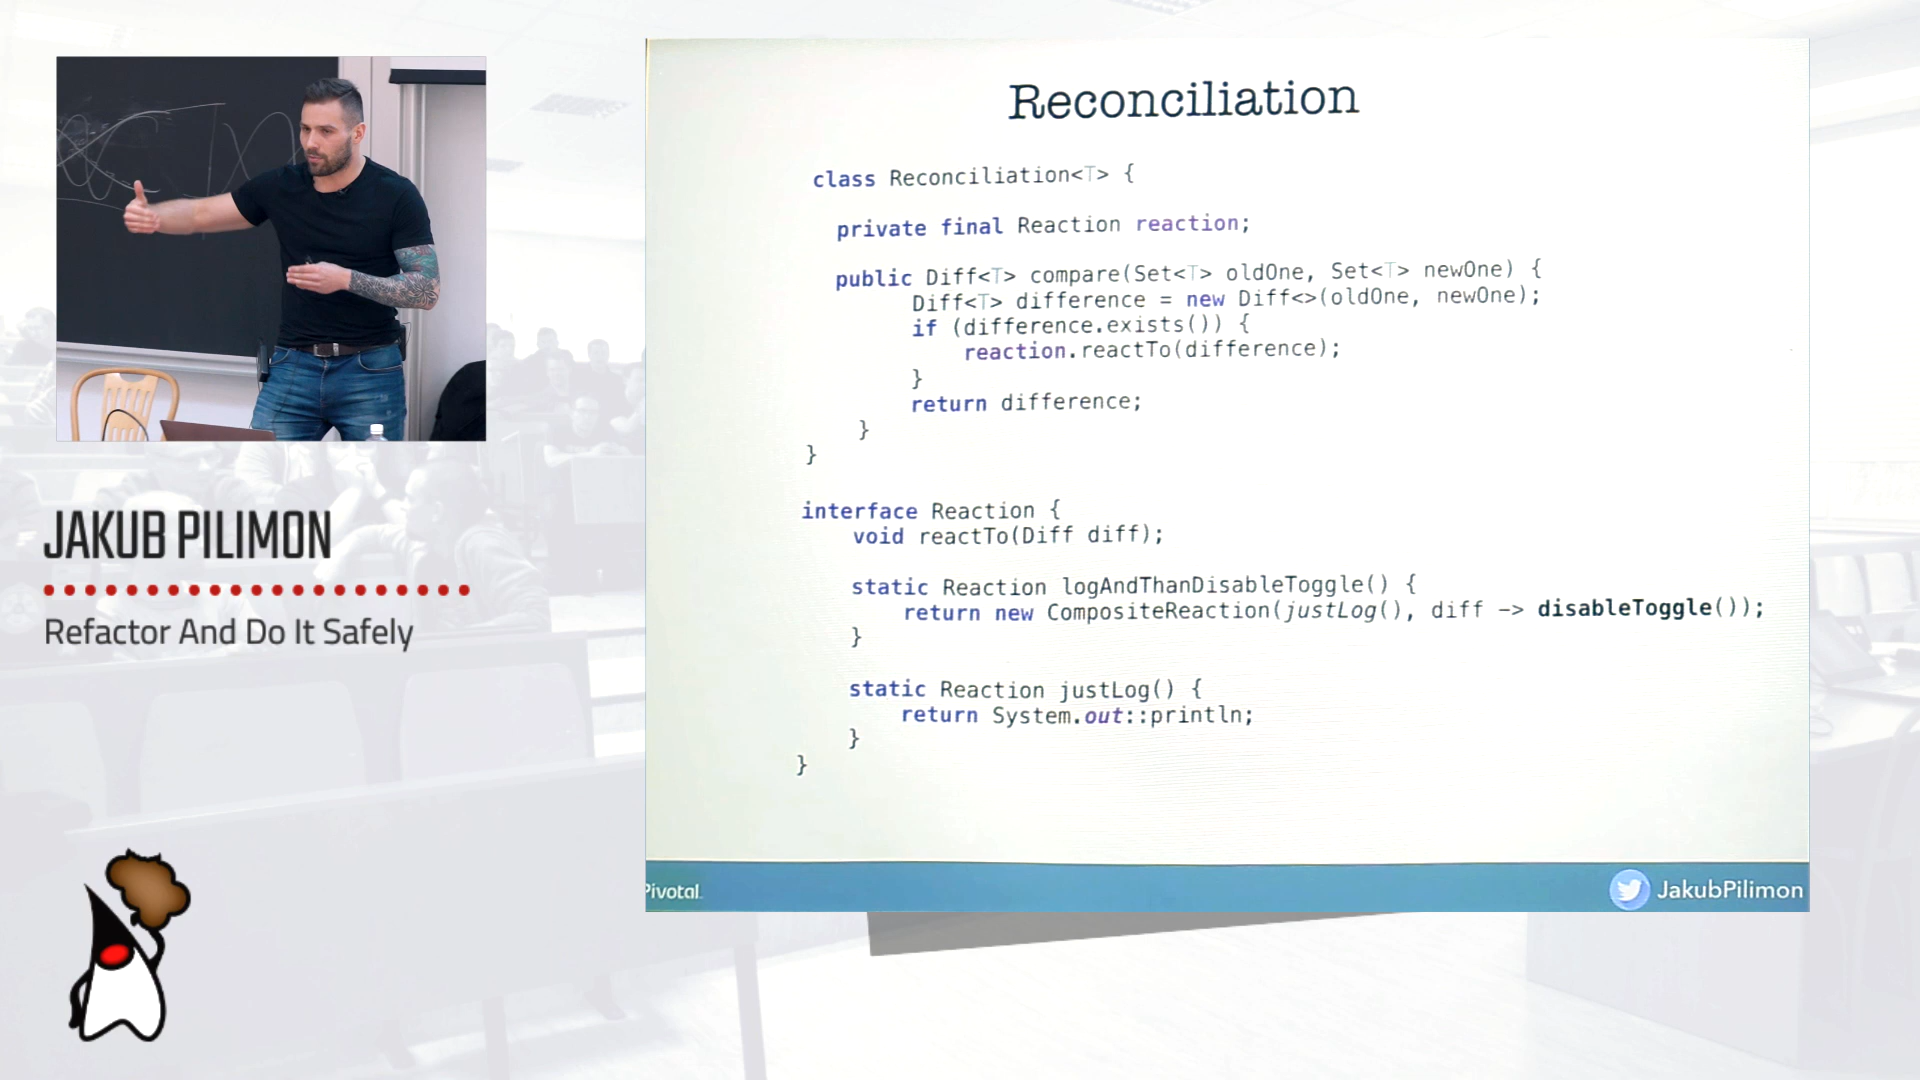 JAKUB PILIMON
Refactor And Do It Safely
Reconciliation
class Reconciliation<T> {
private final Reaction reaction;
public Diff<T> compare(Set<T> oldOne, Set<T> newOne) {
Diff<T> difference = new Diff<>(oldOne, newOne);
if (difference.exists()) {
reaction.reactTo(difference);
}
return difference;
}
}
interface Reaction {
void reactTo(Diff diff);
static Reaction logAndThanDisableToggle() {
return new CompositeReaction(justLog(), diff -> disableToggle());
}
static Reaction justLog() {
return System.out::println;
}
}
Pivotal.
JakubPilimon